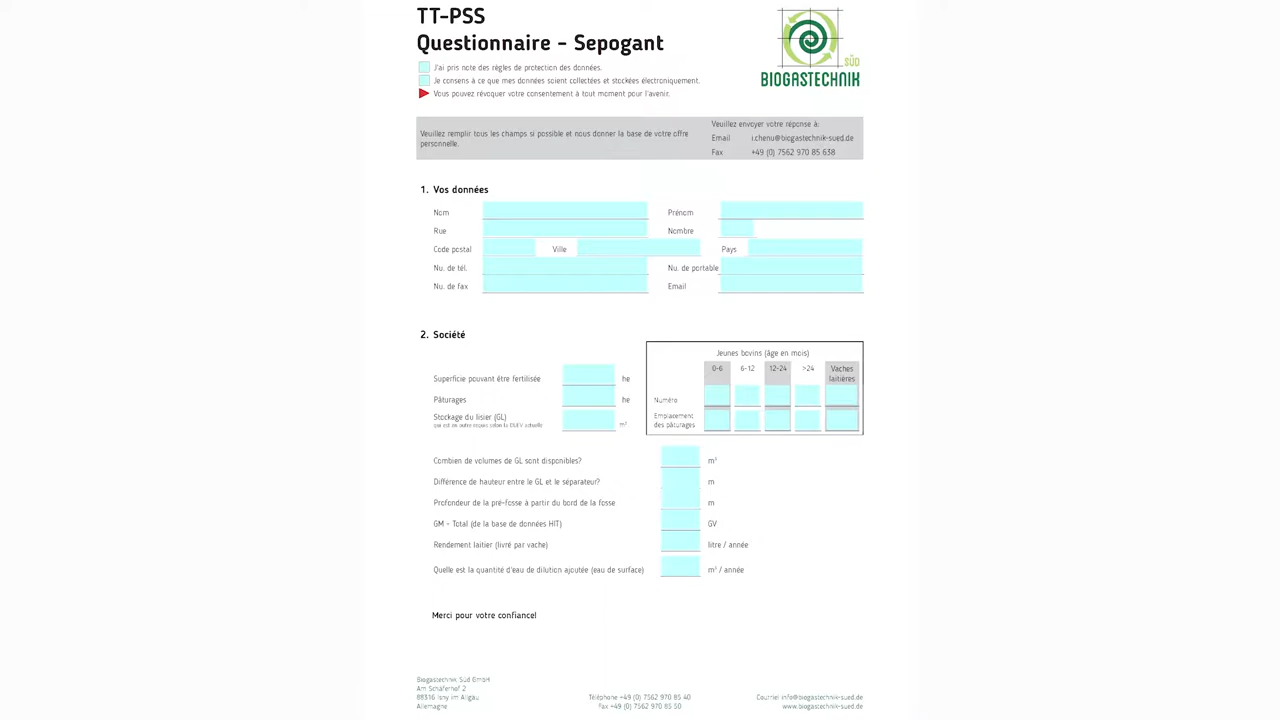 TT-PSS
Questionnaire - Sepogant
SÜD
BIOGASTECHNIK
J'ai pris note des règles de protection des données.
Je consens à ce que mes données soient collectées et stockées électroniquement.
Vous pouvez révoquer votre consentement à tout moment pour l'avenir.
Veuillez remplir tous les champs si possible et nous donner la base de votre offre
personnelle.
Veuillez envoyer votre réponse à:
Email i.chenu@biogastechnik-sued.de
Fax +49 (0) 7562 970 85 638
1. Vos données
Nom Prénom
Rue Nombre
Code postal Ville Pays
Nu. de tél. Nu. de portable
Nu. de fax Email
2. Société
Jeunes bovins (âge en mois)
0-6 6-12 12-24 >24 Vaches
laitières
Superficie pouvant être fertilisée he
Pâturages he
Numéro
Stockage du lisier (GL)
qui est en outre requis selon la DUEV actuelle m³
Emplacement
des pâturages
Combien de volumes de GL sont disponibles? m³
Différence de hauteur entre le GL et le séparateur? m
Profondeur de la pré-fosse à partir du bord de la fosse m
GM - Total (de la base de données HIT) GV
Rendement laitier (livré par vache) litre / année
Quelle est la quantité d'eau de dilution ajoutée (eau de surface) m³ / année
Merci pour votre confiance!
Biogastechnik Süd GmbH
Am Schäferhof 2
88316 Isny im Allgäu
Allemagne
Téléphone +49 (0) 7562 970 85 40
Fax +49 (0) 7562 970 85 50
Courriel info@biogastechnik-sued.de
www.biogastechnik-sued.de